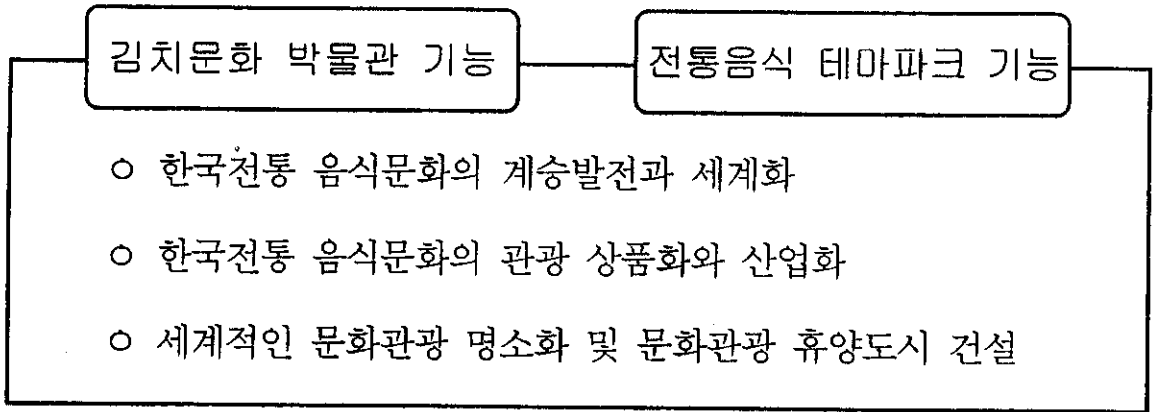 김치문화 박물관 기능 전통음식 테마파크 기능
○ 한국전통 음식문화의 계승발전과 세계화
○ 한국전통 음식문화의 관광 상품화와 산업화
○ 세계적인 문화관광 명소화 및 문화관광 휴양도시 건설